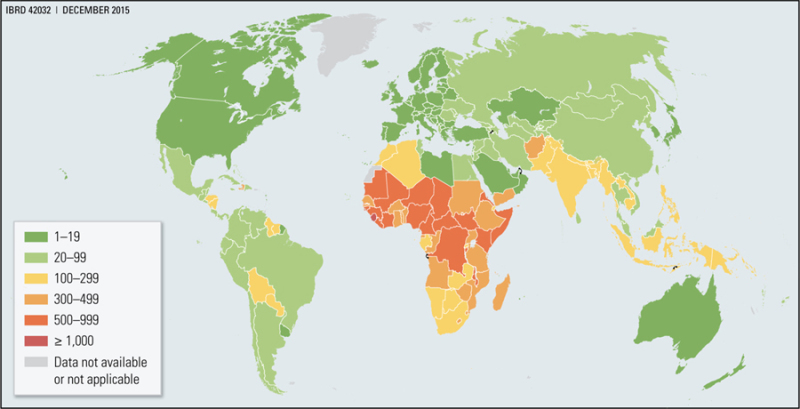 IBRD 42032 | DECEMBER 2015
1–19
20–99
100–299
300–499
500–999
≥ 1,000
Data not available
or not applicable